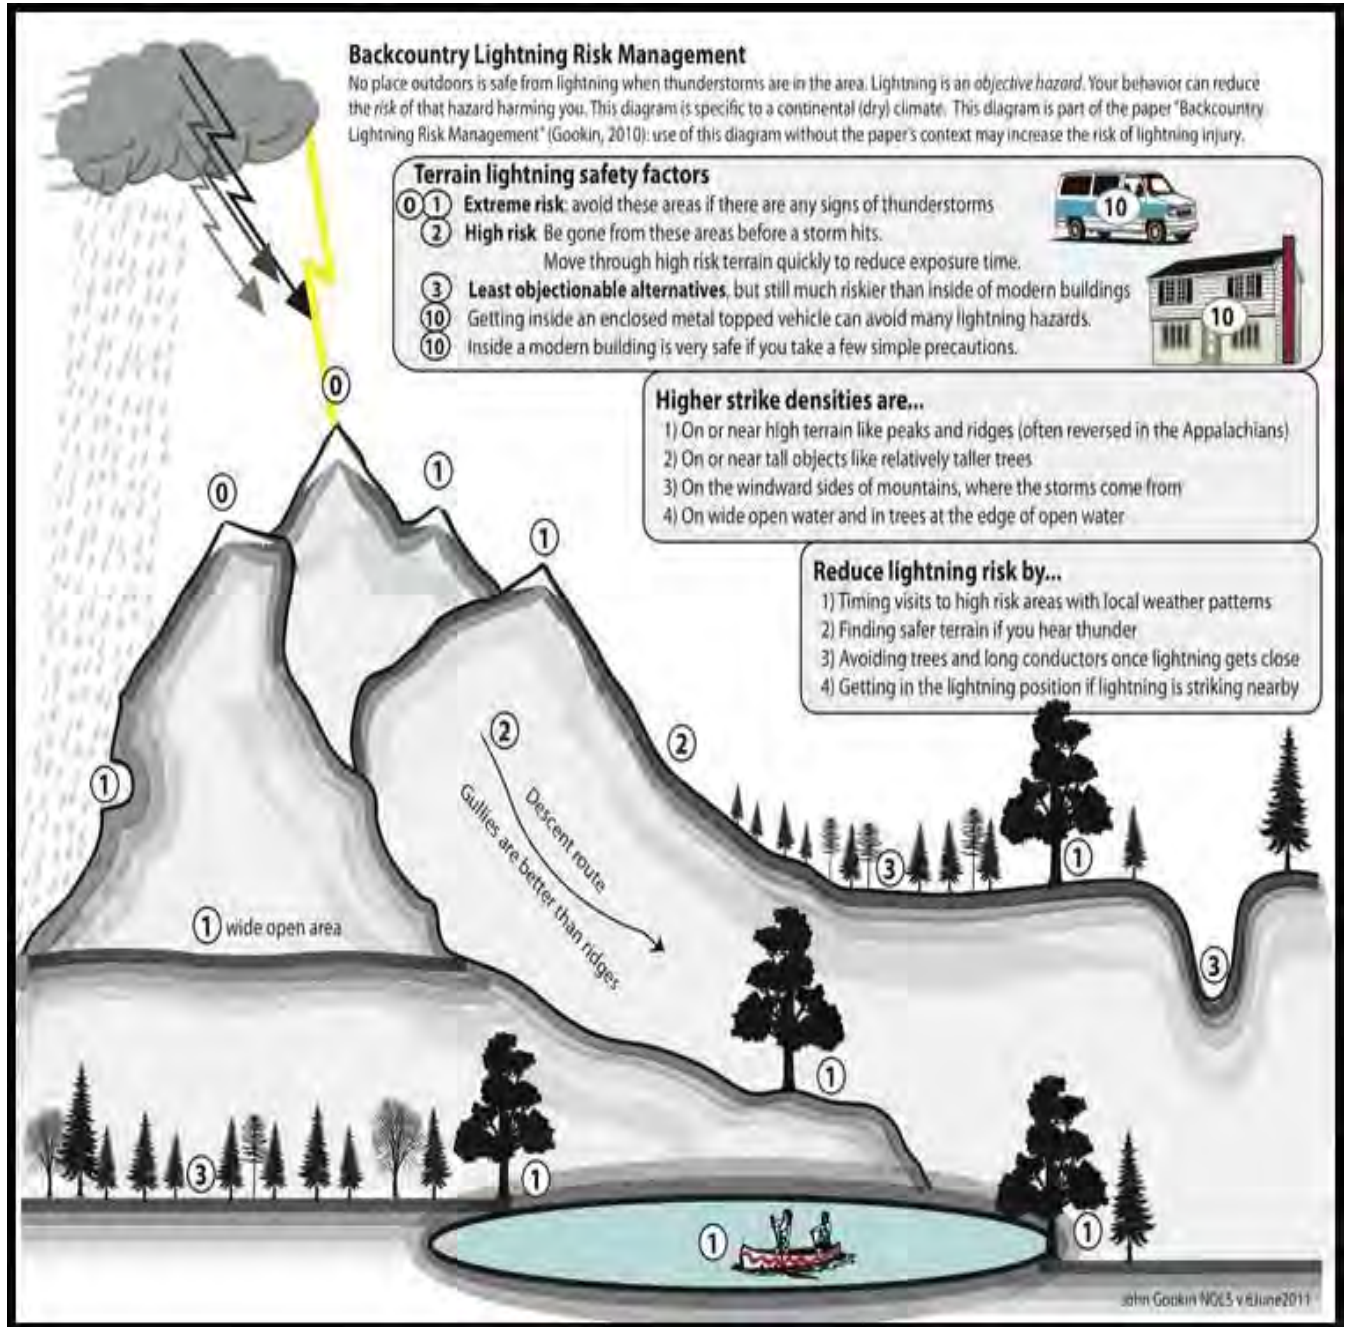 Backcountry Lightning Risk Management
No place outdoors is safe from lightning when thunderstorms are in the area. Lightning is an objective hazard. Your behavior can reduce
the risk of that hazard harming you. This diagram is specific to a continental (dry) climate. This diagram is part of the paper "Backcountry
Lightning Risk Management" (Gookin, 2010): use of this diagram without the paper's context may increase the risk of lightning injury.
Terrain lightning safety factors
0 1 Extreme risk: avoid these areas if there are any signs of thunderstorms
2 High risk Be gone from these areas before a storm hits.
Move through high risk terrain quickly to reduce exposure time.
3 Least objectionable alternatives, but still much riskier than inside of modern buildings
10 Getting inside an enclosed metal topped vehicle can avoid many lightning hazards.
10 Inside a modern building is very safe if you take a few simple precautions.
10
10
Higher strike densities are...
1) On or near high terrain like peaks and ridges (often reversed in the Appalachians)
2) On or near tall objects like relatively taller trees
3) On the windward sides of mountains, where the storms come from
4) On wide open water and in trees at the edge of open water
Reduce lightning risk by...
1) Timing visits to high risk areas with local weather patterns
2) Finding safer terrain if you hear thunder
3) Avoiding trees and long conductors once lightning gets close
4) Getting in the lightning position if lightning is striking nearby
0
0
1
1
2
2
1
Descent route
Gullies are better than ridges
3
1
1 wide open area
3
1
3
1
1
1
John Gookin NOLS v.6June2011